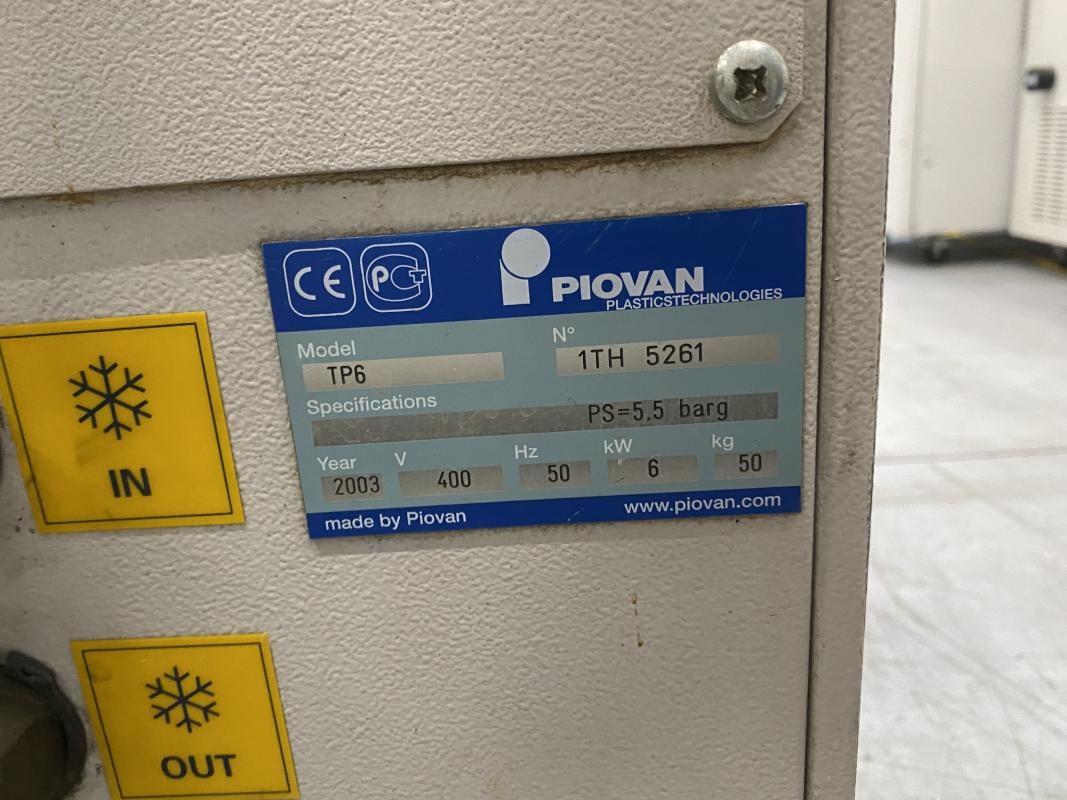 CE PCT PIOVAN
PLASTICSTECHNOLOGIES
Model N°
TP6 1TH 5261
Specifications
PS=5.5 barg
Year V Hz kW kg
2003 400 50 6 50
made by Piovan www.piovan.com
IN
OUT